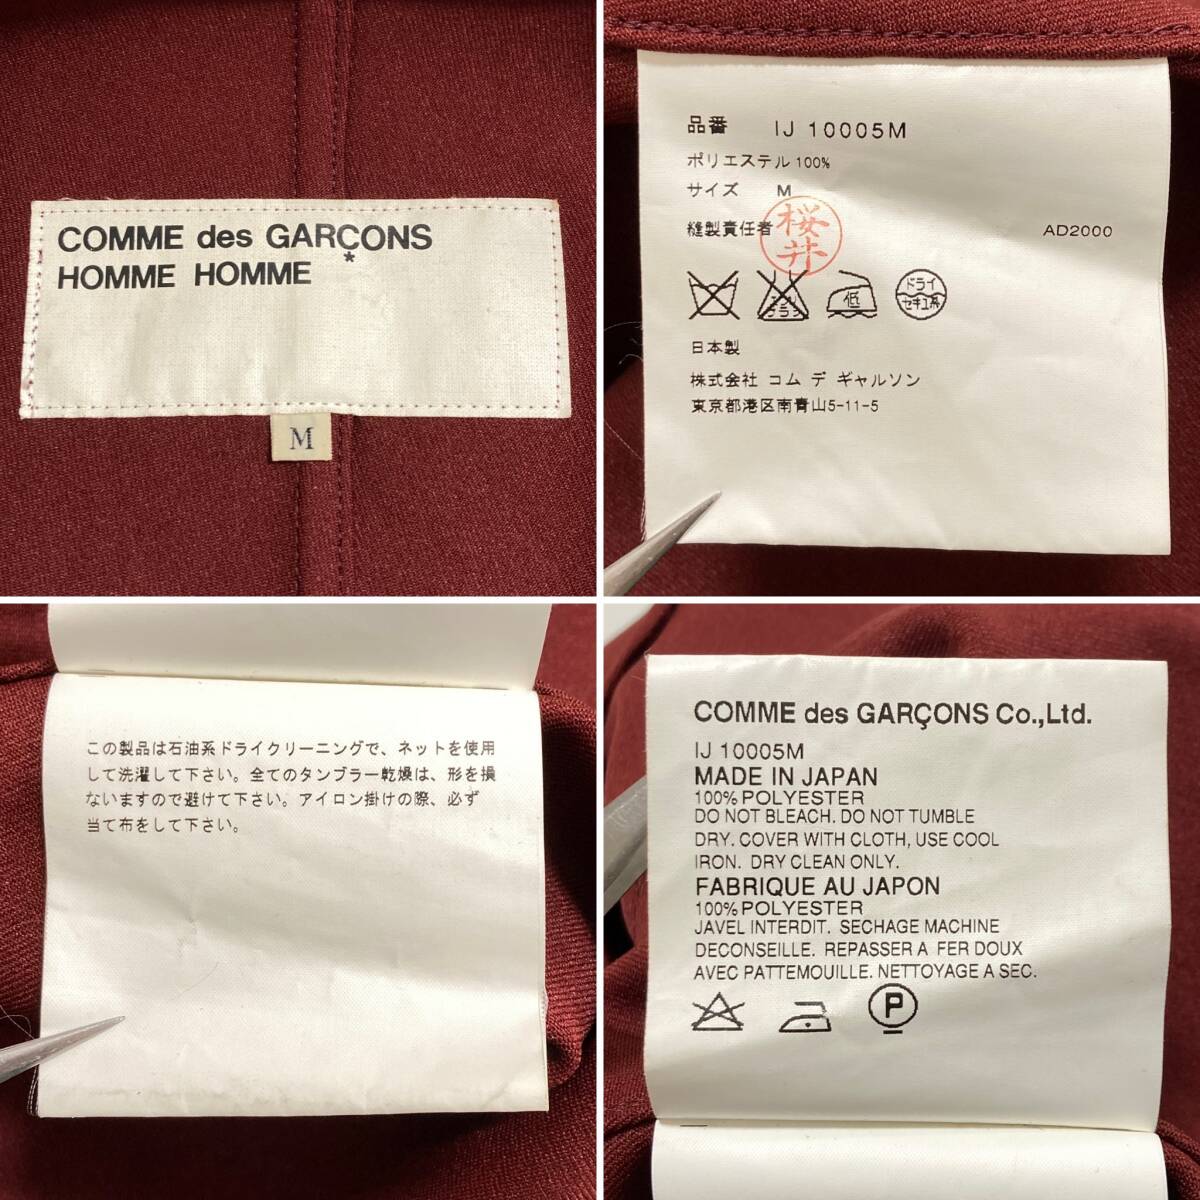 COMME des GARÇONS
HOMME HOMME *
M
品番 IJ 10005M
ポリエステル 100%
サイズ M
縫製責任者 桜井 AD2000
エンソサラシ 低 ドライ セキユ系
日本製
株式会社 コム デ ギャルソン
東京都港区南青山5-11-5
この製品は石油系ドライクリーニングで、ネットを使用
して洗濯して下さい。全てのタンブラー乾燥は、形を損
ないますので避けて下さい。アイロン掛けの際、必ず
当て布をして下さい。
COMME des GARÇONS Co.,Ltd.
IJ 10005M
MADE IN JAPAN
100% POLYESTER
DO NOT BLEACH. DO NOT TUMBLE
DRY. COVER WITH CLOTH, USE COOL
IRON. DRY CLEAN ONLY.
FABRIQUE AU JAPON
100% POLYESTER
JAVEL INTERDIT. SECHAGE MACHINE
DECONSEILLE. REPASSER A FER DOUX
AVEC PATTEMOUILLE. NETTOYAGE A SEC.
P